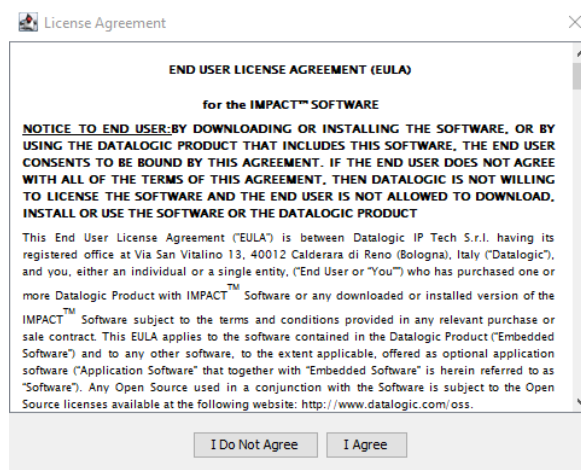 License Agreement
END USER LICENSE AGREEMENT (EULA)
for the IMPACT™ SOFTWARE
NOTICE TO END USER:BY DOWNLOADING OR INSTALLING THE SOFTWARE, OR BY
USING THE DATALOGIC PRODUCT THAT INCLUDES THIS SOFTWARE, THE END USER
CONSENTS TO BE BOUND BY THIS AGREEMENT. IF THE END USER DOES NOT AGREE
WITH ALL OF THE TERMS OF THIS AGREEMENT, THEN DATALOGIC IS NOT WILLING
TO LICENSE THE SOFTWARE AND THE END USER IS NOT ALLOWED TO DOWNLOAD,
INSTALL OR USE THE SOFTWARE OR THE DATALOGIC PRODUCT
This End User License Agreement ("EULA") is between Datalogic IP Tech S.r.l. having its
registered office at Via San Vitalino 13, 40012 Calderara di Reno (Bologna), Italy ("Datalogic"),
and you, either an individual or a single entity, ("End User or "You"") who has purchased one or
more Datalogic Product with IMPACT™ Software or any downloaded or installed version of the
IMPACT™ Software subject to the terms and conditions provided in any relevant purchase or
sale contract. This EULA applies to the software contained in the Datalogic Product ("Embedded
Software") and to any other software, to the extent applicable, offered as optional application
software ("Application Software" that together with "Embedded Software" is herein referred to as
"Software"). Any Open Source used in a conjunction with the Software is subject to the Open
Source licenses available at the following website: http://www.datalogic.com/oss.
I Do Not Agree
I Agree